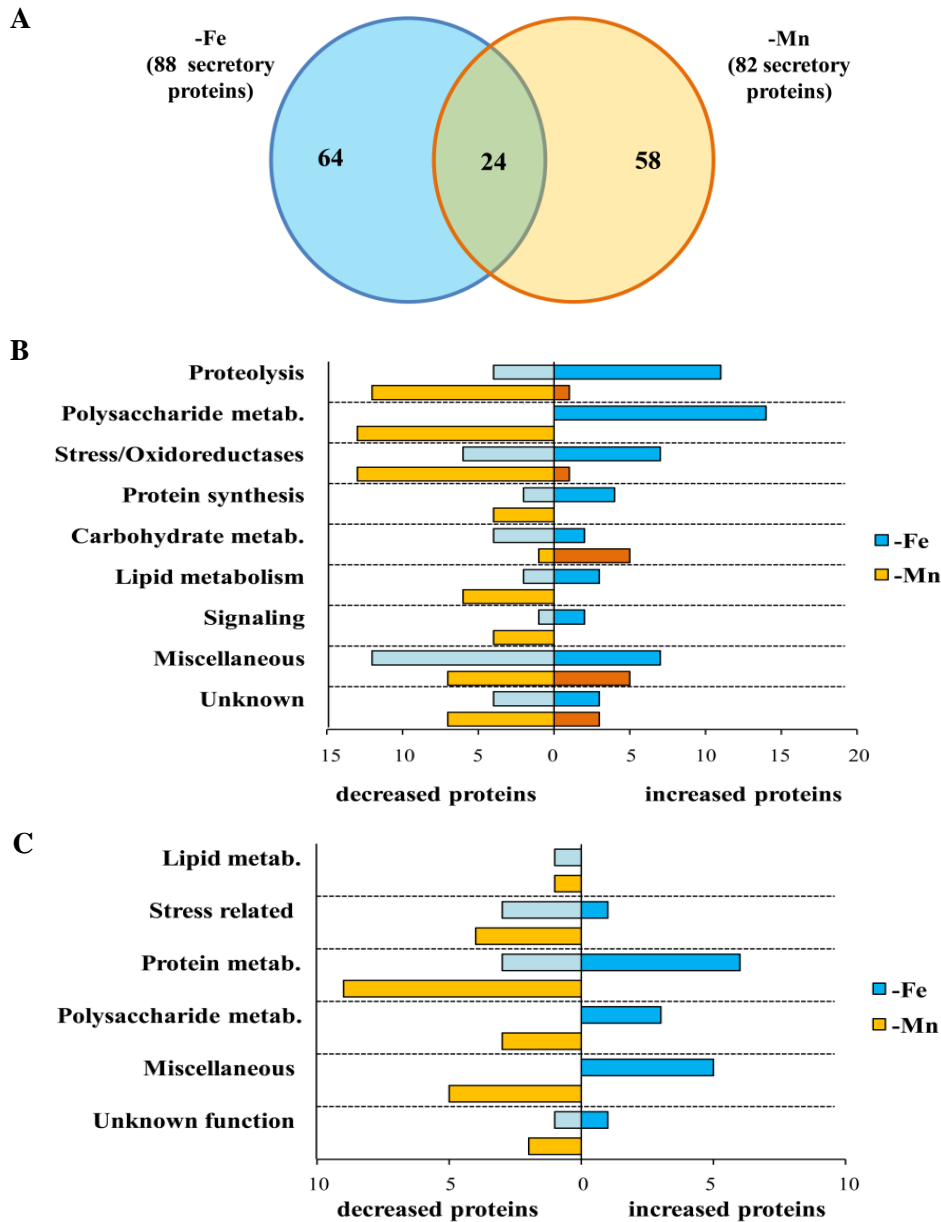 A
-Fe
(88 secretory
proteins)
-Mn
(82 secretory
proteins)
64
24
58
B
Proteolysis
Polysaccharide metab.
Stress/Oxidoreductases
Protein synthesis
Carbohydrate metab.
Lipid metabolism
Signaling
Miscellaneous
Unknown
-Fe
-Mn
15 10 5 0 5 10 15 20
decreased proteins increased proteins
C
Lipid metab.
Stress related
Protein metab.
Polysaccharide metab.
Miscellaneous
Unknown function
-Fe
-Mn
10 5 0 5 10
decreased proteins increased proteins